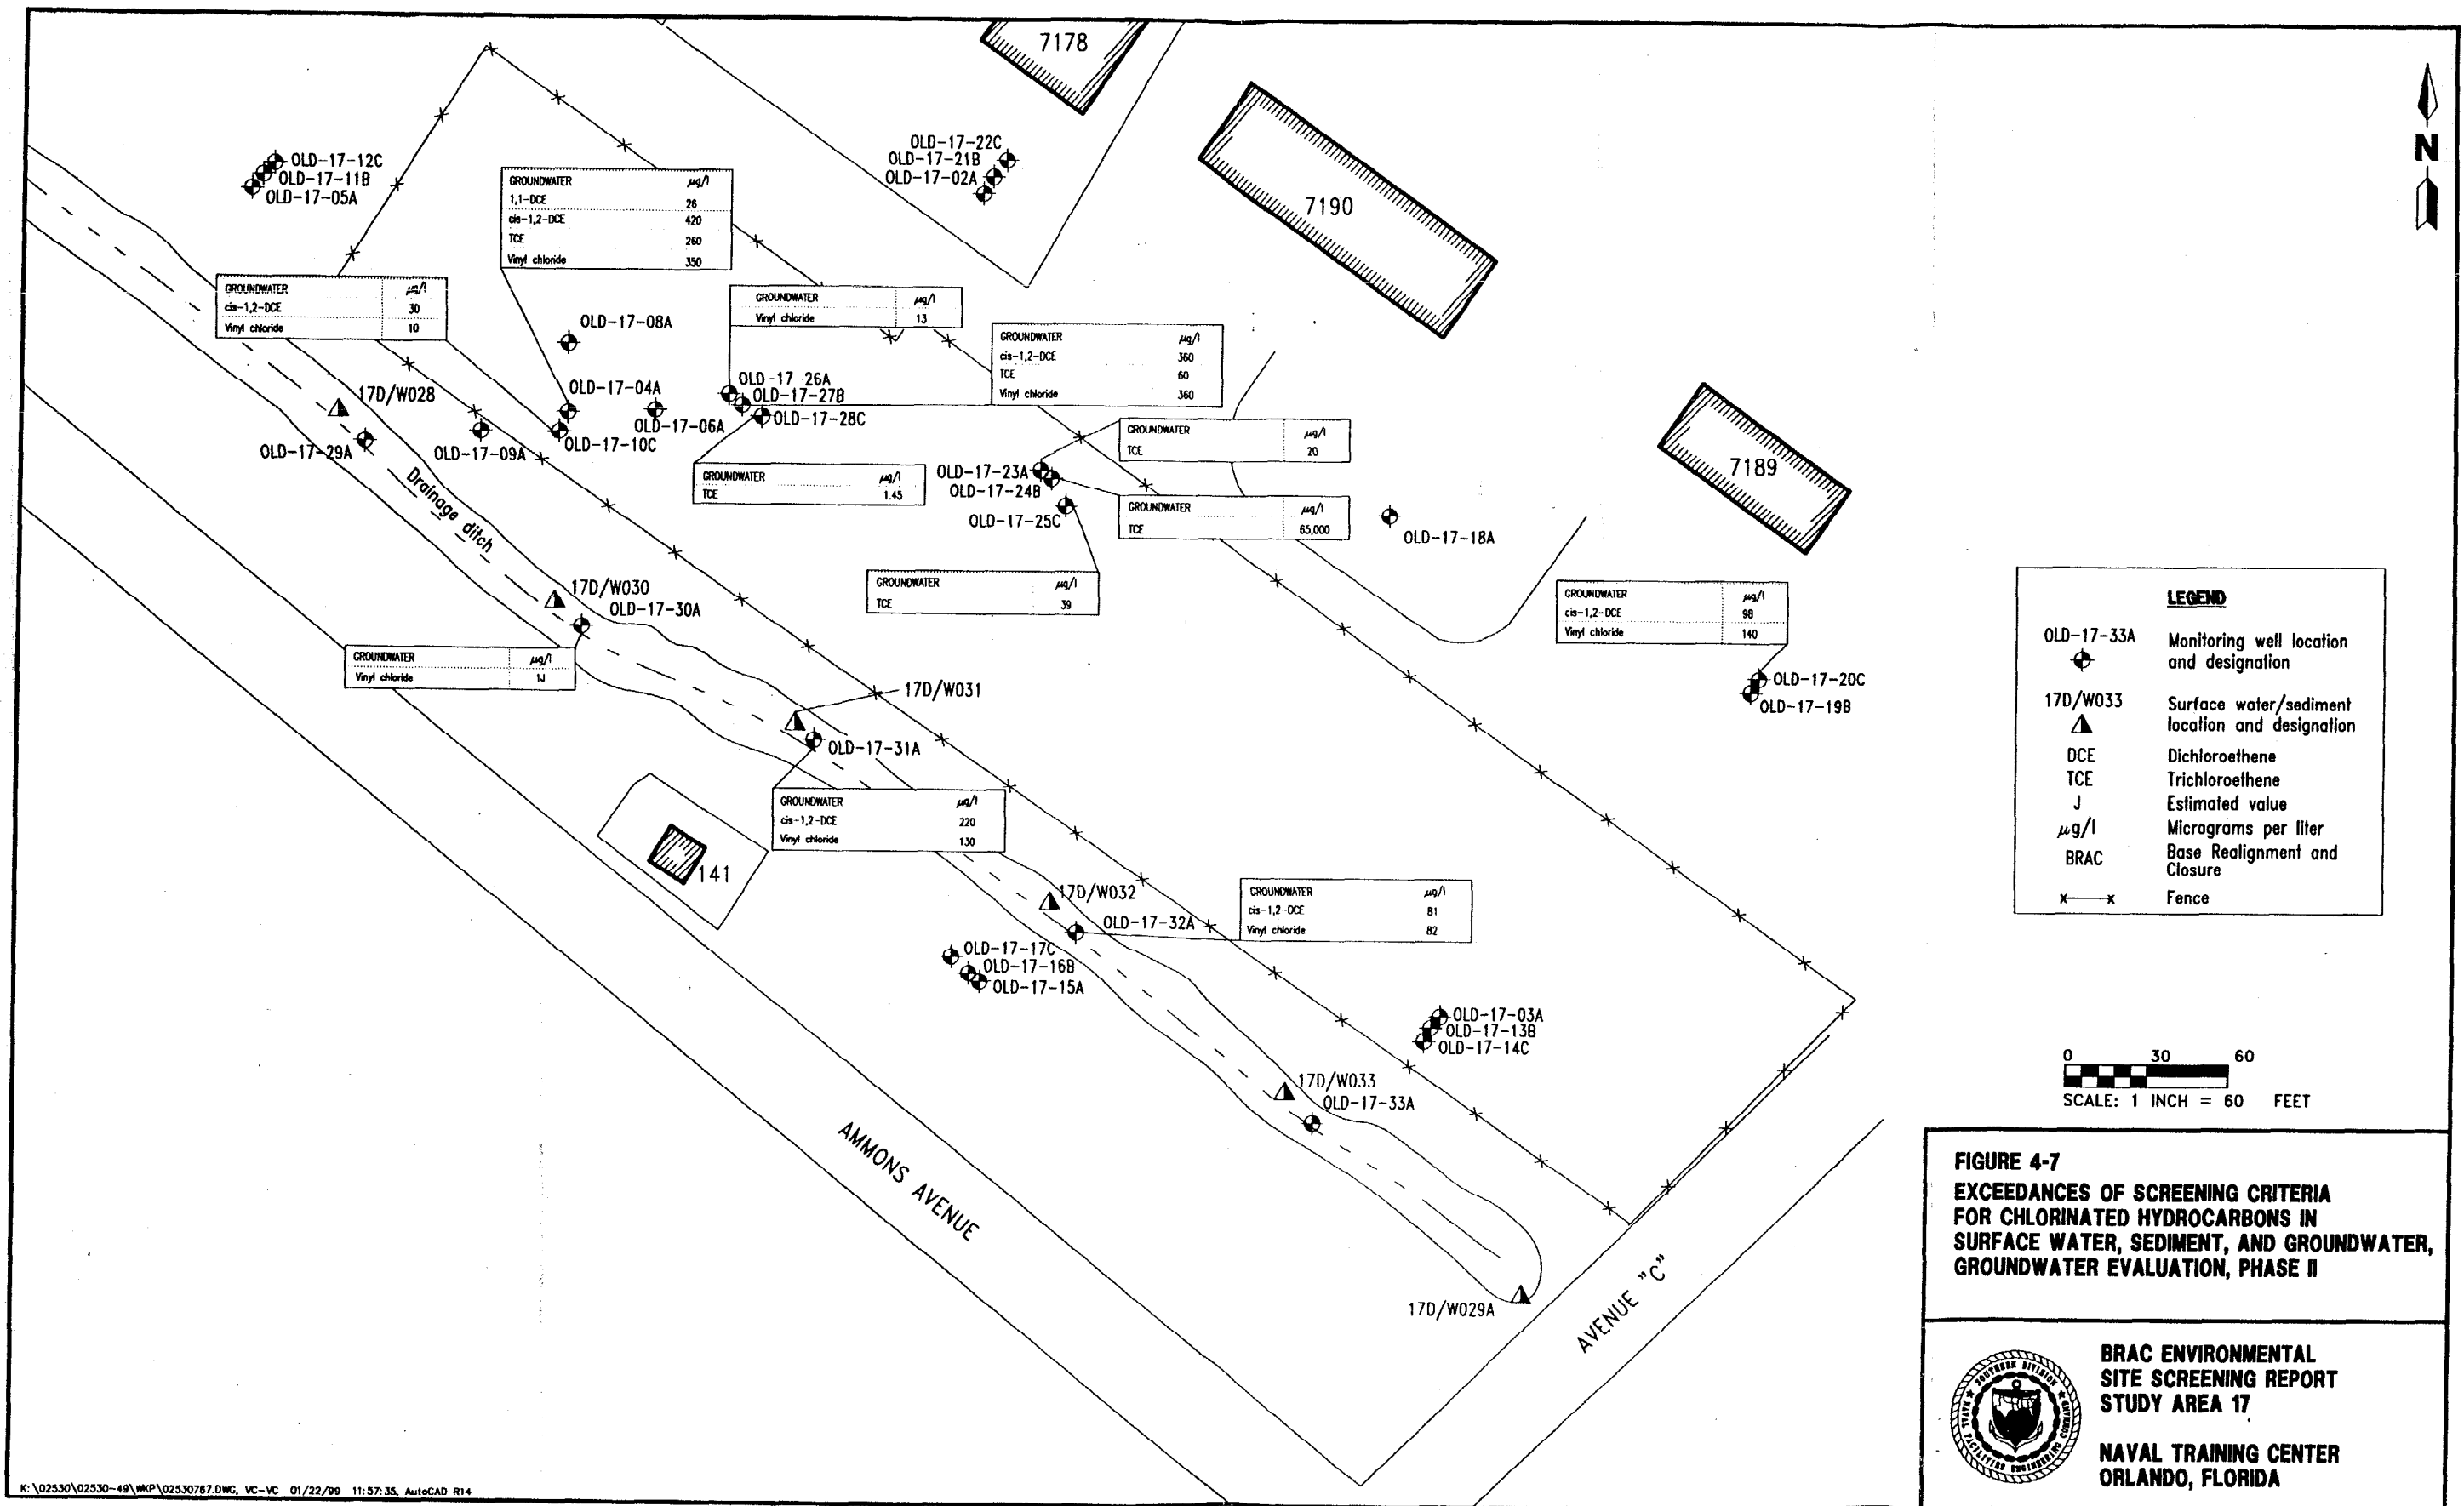 7178
7190
7189
N
OLD-17-12C
OLD-17-11B
OLD-17-05A
OLD-17-22C
OLD-17-21B
OLD-17-02A
GROUNDWATER µg/l
1,1-DCE 26
cis-1,2-DCE 420
TCE 260
Vinyl chloride 350
GROUNDWATER µg/l
cis-1,2-DCE 30
Vinyl chloride 10
GROUNDWATER µg/l
Vinyl chloride 13
GROUNDWATER µg/l
cis-1,2-DCE 360
TCE 60
Vinyl chloride 360
OLD-17-08A
OLD-17-04A
OLD-17-06A
OLD-17-10C
OLD-17-26A
OLD-17-27B
OLD-17-28C
17D/W028
OLD-17-29A
OLD-17-09A
Drainage ditch
GROUNDWATER µg/l
TCE 1.45
OLD-17-23A
OLD-17-24B
OLD-17-25C
GROUNDWATER µg/l
TCE 20
GROUNDWATER µg/l
TCE 65,000
OLD-17-18A
GROUNDWATER µg/l
TCE 39
GROUNDWATER µg/l
cis-1,2-DCE 98
Vinyl chloride 140
OLD-17-20C
OLD-17-19B
17D/W030
OLD-17-30A
GROUNDWATER µg/l
Vinyl chloride 1J
17D/W031
OLD-17-31A
GROUNDWATER µg/l
cis-1,2-DCE 220
Vinyl chloride 130
141
17D/W032
OLD-17-32A
GROUNDWATER µg/l
cis-1,2-DCE 81
Vinyl chloride 82
OLD-17-17C
OLD-17-16B
OLD-17-15A
OLD-17-03A
OLD-17-13B
OLD-17-14C
17D/W033
OLD-17-33A
17D/W029A
AMMONS AVENUE
AVENUE "C"
LEGEND
OLD-17-33A Monitoring well location
and designation
17D/W033 Surface water/sediment
location and designation
DCE Dichloroethene
TCE Trichloroethene
J Estimated value
µg/l Micrograms per liter
BRAC Base Realignment and
Closure
x x Fence
0 30 60
SCALE: 1 INCH = 60 FEET
FIGURE 4-7
EXCEEDANCES OF SCREENING CRITERIA
FOR CHLORINATED HYDROCARBONS IN
SURFACE WATER, SEDIMENT, AND GROUNDWATER,
GROUNDWATER EVALUATION, PHASE II
SOUTHERN DIVISION
NAVAL FACILITIES ENGINEERING COMMAND
BRAC ENVIRONMENTAL
SITE SCREENING REPORT
STUDY AREA 17
NAVAL TRAINING CENTER
ORLANDO, FLORIDA
K:\02530\02530-49\WKP\02530767.DWG, VC-VC 01/22/99 11:57:35, AutoCAD R14